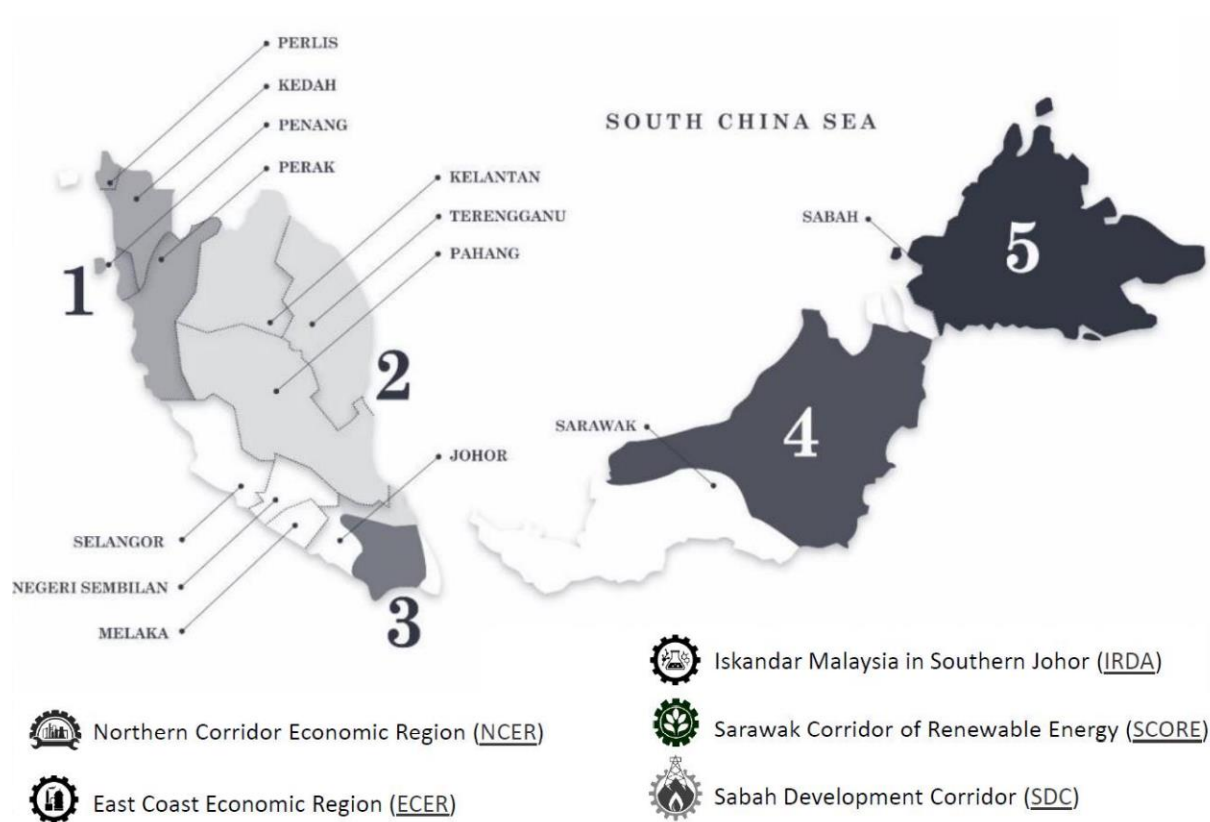 PERLIS
KEDAH
PENANG
PERAK
SOUTH CHINA SEA
KELANTAN
TERENGGANU
PAHANG
SABAH
1
5
2
SARAWAK
4
JOHOR
SELANGOR
NEGERI SEMBILAN
MELAKA
3
Iskandar Malaysia in Southern Johor (IRDA)
Northern Corridor Economic Region (NCER)
Sarawak Corridor of Renewable Energy (SCORE)
East Coast Economic Region (ECER)
Sabah Development Corridor (SDC)